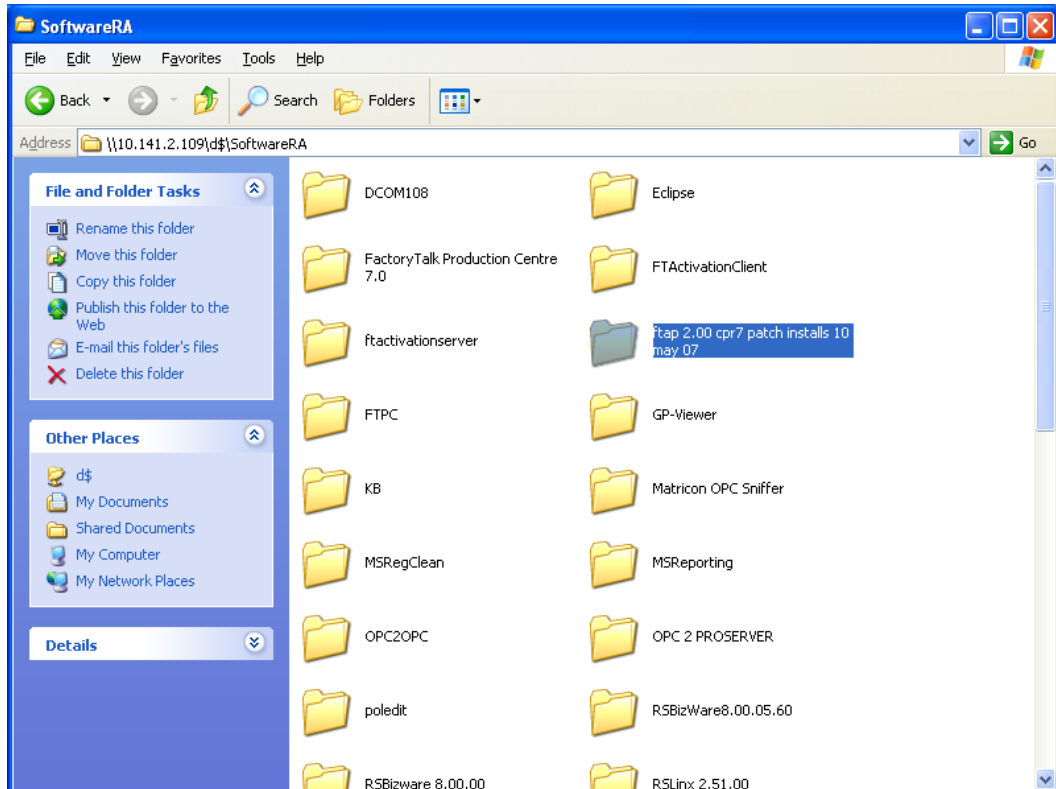 SoftwareRA
File Edit View Favorites Tools Help
Back Search Folders
Address \\10.141.2.109\d$\SoftwareRA Go
File and Folder Tasks
Rename this folder
Move this folder
Copy this folder
Publish this folder to the
Web
E-mail this folder's files
Delete this folder
Other Places
d$
My Documents
Shared Documents
My Computer
My Network Places
Details
DCOM108
Eclipse
FactoryTalk Production Centre
7.0
FTActivationClient
ftactivationserver
ftap 2.00 cpr7 patch installs 10
may 07
FTPC
GP-Viewer
KB
Matricon OPC Sniffer
MSRegClean
MSReporting
OPC2OPC
OPC 2 PROSERVER
poledit
RSBizWare8.00.05.60
RSBizware 8.00.00
RSLinx 2.51.00